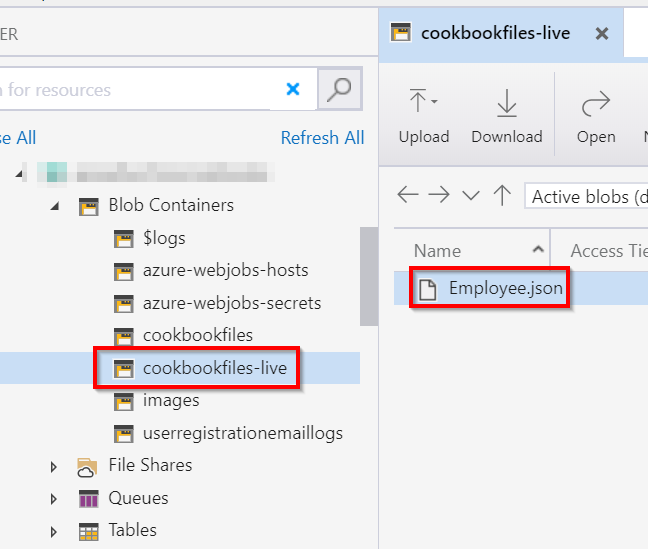 ER
n for resources
se All
Refresh All
Blob Containers
$logs
azure-webjobs-hosts
azure-webjobs-secrets
cookbookfiles
cookbookfiles-live
images
userregistrationemaillogs
File Shares
Queues
Tables
cookbookfiles-live
Upload
Download
Open
Active blobs (d
Name
Access Tie
Employee.json